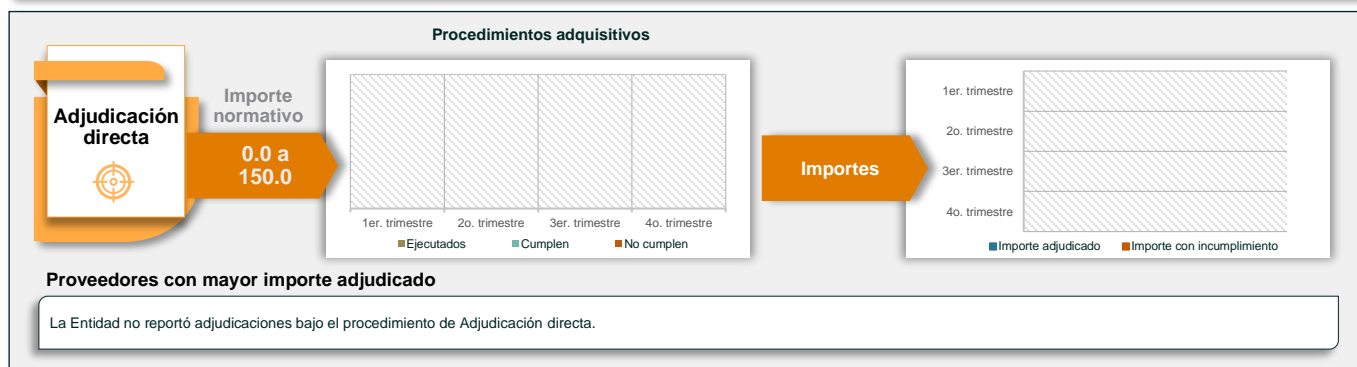 Procedimientos adquisitivos
Adjudicación
directa
Importe
normativo
0.0 a
150.0
1er. trimestre 2o. trimestre 3er. trimestre 4o. trimestre
Ejecutados Cumplen No cumplen
Importes
1er. trimestre
2o. trimestre
3er. trimestre
4o. trimestre
Importe adjudicado Importe con incumplimiento
Proveedores con mayor importe adjudicado
La Entidad no reportó adjudicaciones bajo el procedimiento de Adjudicación directa.